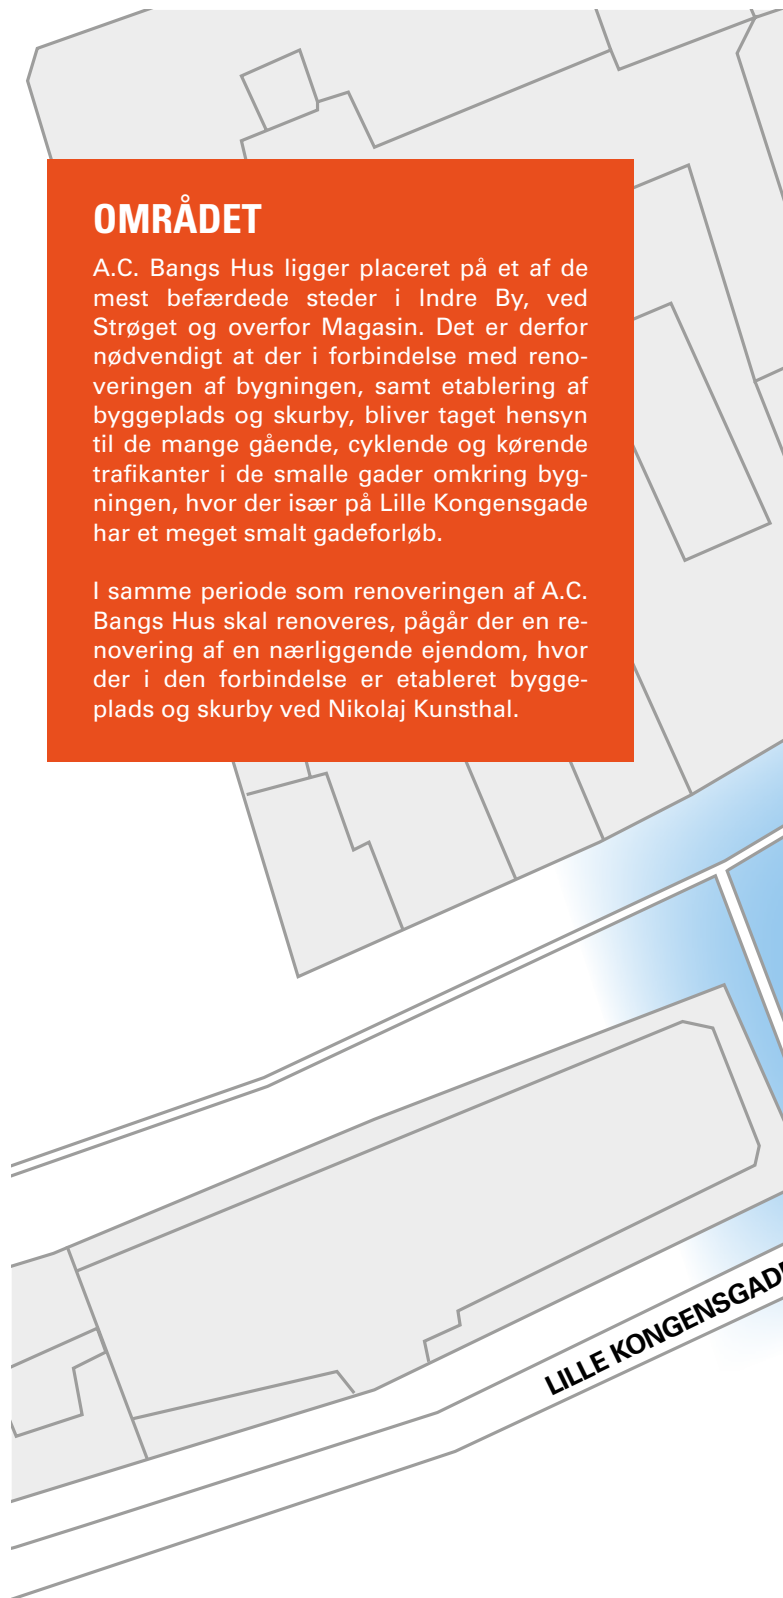 OMRÅDET
A.C. Bangs Hus ligger placeret på et af de
mest befærdede steder i Indre By, ved
Strøget og overfor Magasin. Det er derfor
nødvendigt at der i forbindelse med reno-
veringen af bygningen, samt etablering af
byggeplads og skurby, bliver taget hensyn
til de mange gående, cyklende og kørende
trafikanter i de smalle gader omkring byg-
ningen, hvor der især på Lille Kongensgade
har et meget smalt gadeforløb.
I samme periode som renoveringen af A.C.
Bangs Hus skal renoveres, pågår der en re-
novering af en nærliggende ejendom, hvor
der i den forbindelse er etableret bygge-
plads og skurby ved Nikolaj Kunsthal.
LILLE KONGENSGADE